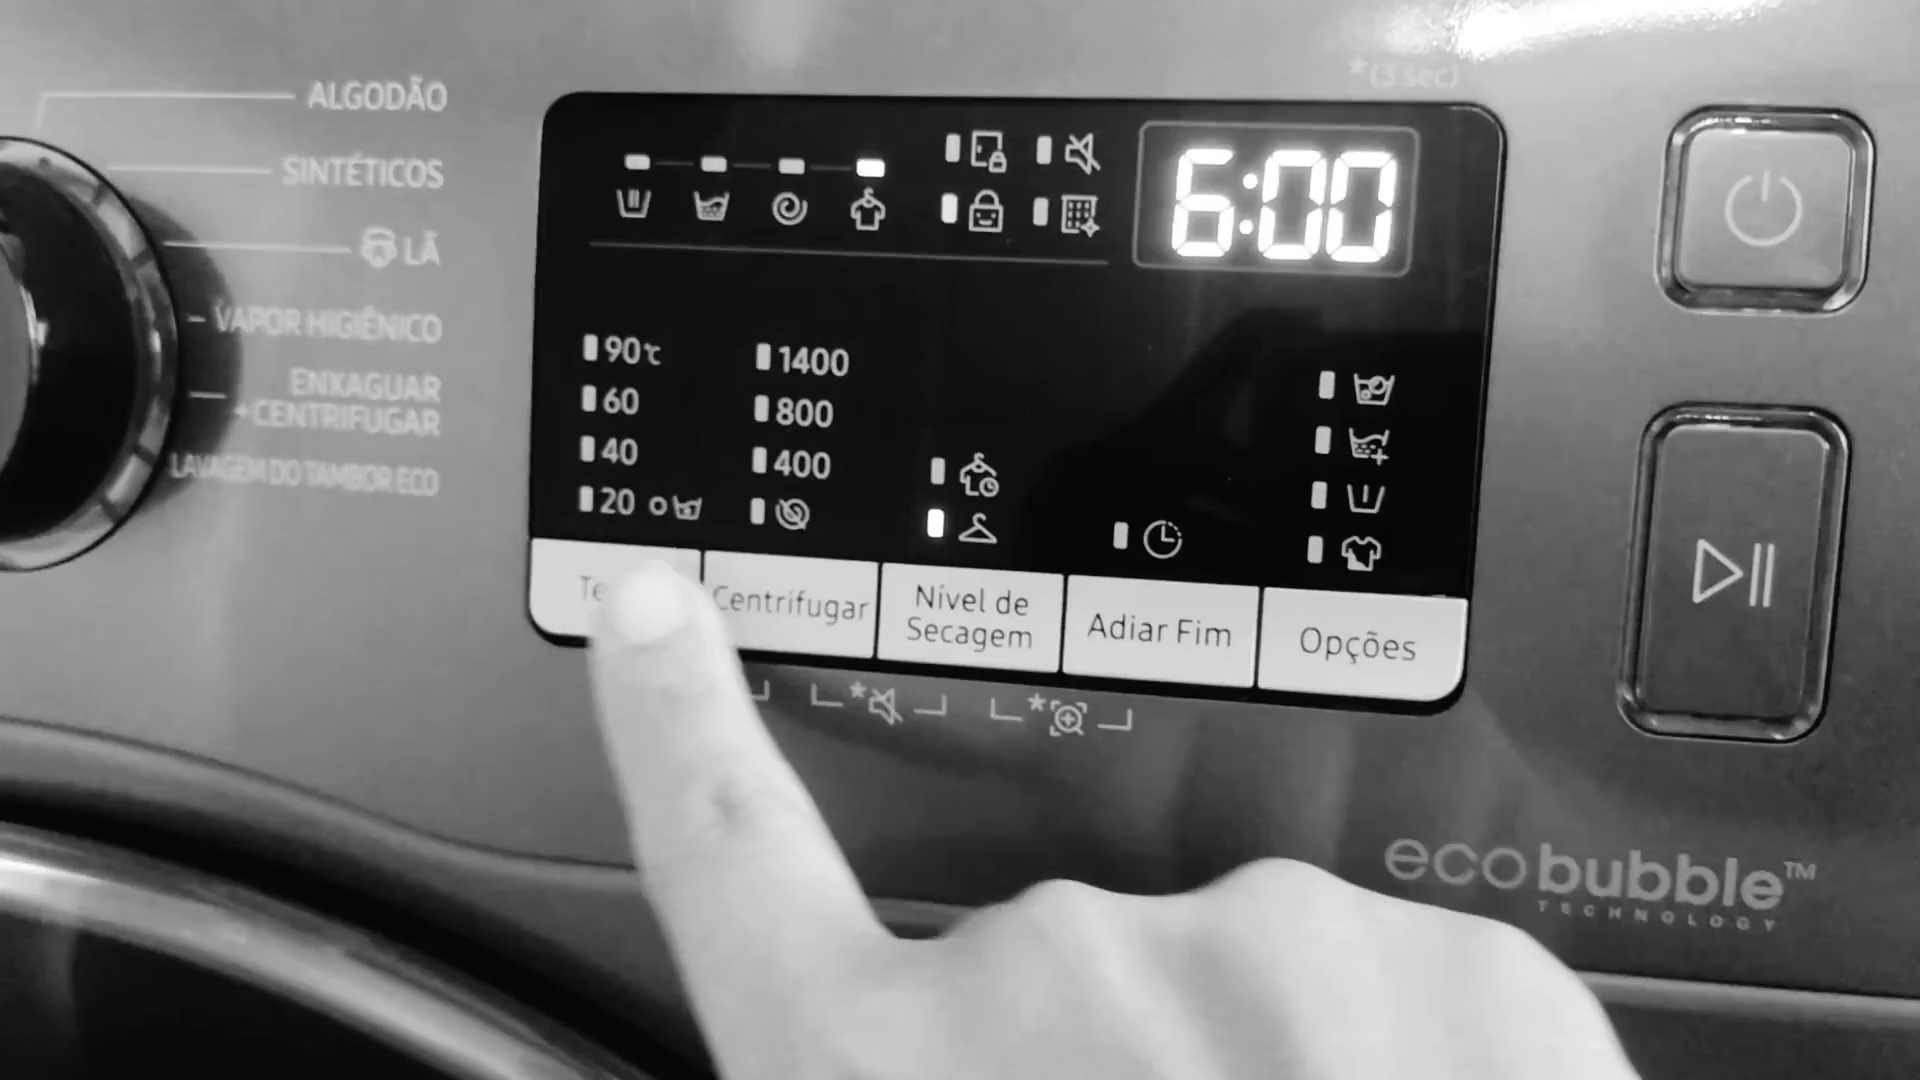 *(3 sec)
ALGODÃO
SINTÉTICOS
LÃ
VAPOR HIGIÊNICO
ENXAGUAR
+CENTRIFUGAR
LAVAGEM DO TAMBOR ECO
6:00
90℃
60
40
20
1400
800
400
Centrifugar
Nível de
Secagem
Adiar Fim
Opções
*
*
ecobubble™
TECHNOLOGY